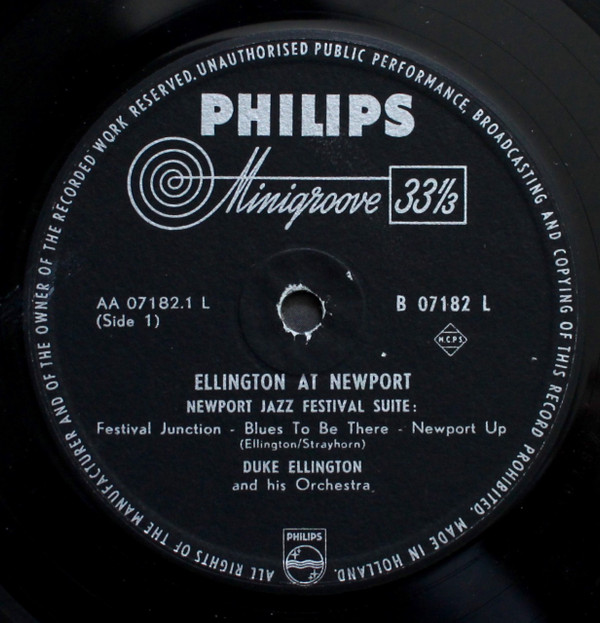 ALL RIGHTS OF THE MANUFACTURER AND OF THE OWNER OF THE RECORDED WORK RESERVED. UNAUTHORISED PUBLIC PERFORMANCE, BROADCASTING AND COPYING OF THIS RECORD PROHIBITED. MADE IN HOLLAND.
PHILIPS
Minigroove 33⅓
AA 07182.1 L
(Side 1)
B 07182 L
M.C.P.S.
ELLINGTON AT NEWPORT
NEWPORT JAZZ FESTIVAL SUITE:
Festival Junction - Blues To Be There - Newport Up
(Ellington/Strayhorn)
DUKE ELLINGTON
and his Orchestra
PHILIPS